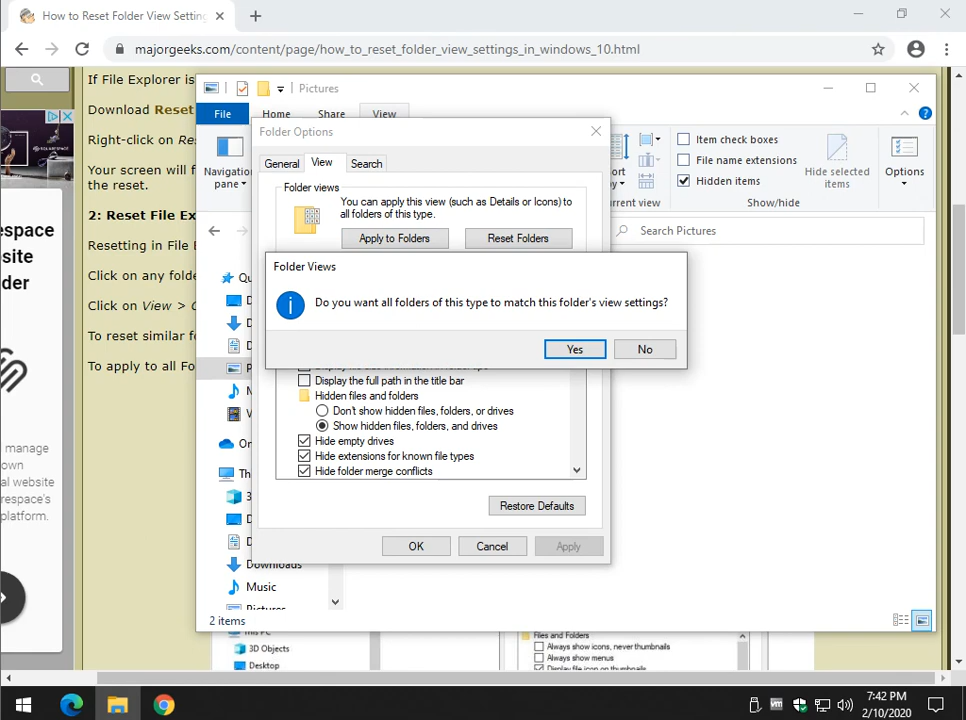 How to Reset Folder View Setting
majorgeeks.com/content/page/how_to_reset_folder_view_settings_in_windows_10.html
If File Explorer is
Download Reset
Right-click on Re
Your screen will f
the reset.
2: Reset File Ex
Resetting in File E
Click on any folde
Click on View > O
To reset similar fo
To apply to all Fo
Pictures
File
Home
Share
View
Navigation
pane
Item check boxes
File name extensions
Hidden items
Hide selected
items
Options
Show/hide
Search Pictures
Folder Options
General
View
Search
Folder views
You can apply this view (such as Details or Icons) to
all folders of this type.
Apply to Folders
Reset Folders
Folder Views
Do you want all folders of this type to match this folder's view settings?
Yes
No
Display the full path in the title bar
Hidden files and folders
Don't show hidden files, folders, or drives
Show hidden files, folders, and drives
Hide empty drives
Hide extensions for known file types
Hide folder merge conflicts
Restore Defaults
OK
Cancel
Apply
Downloads
Music
Pictures
2 items
This PC
3D Objects
Desktop
Files and Folders
Always show icons, never thumbnails
Always show menus
Display file icon on thumbnails
manage
own
al website
respace's
platform.
7:42 PM
2/10/2020